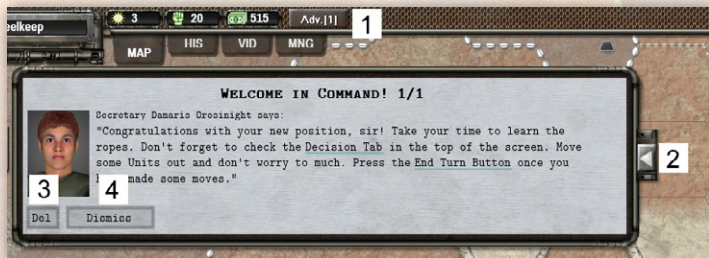 eelkeep
3
20
515
Adv.[1]
1
MAP
HIS
VID
MNG
WELCOME IN COMMAND! 1/1
Secretary Damaris Orosinight says:
"Congratulations with your new position, sir! Take your time to learn the
ropes. Don't forget to check the Decision Tab in the top of the screen. Move
some Units out and don't worry to much. Press the End Turn Button once you
made some moves."
2
3
4
Del
Dismiss